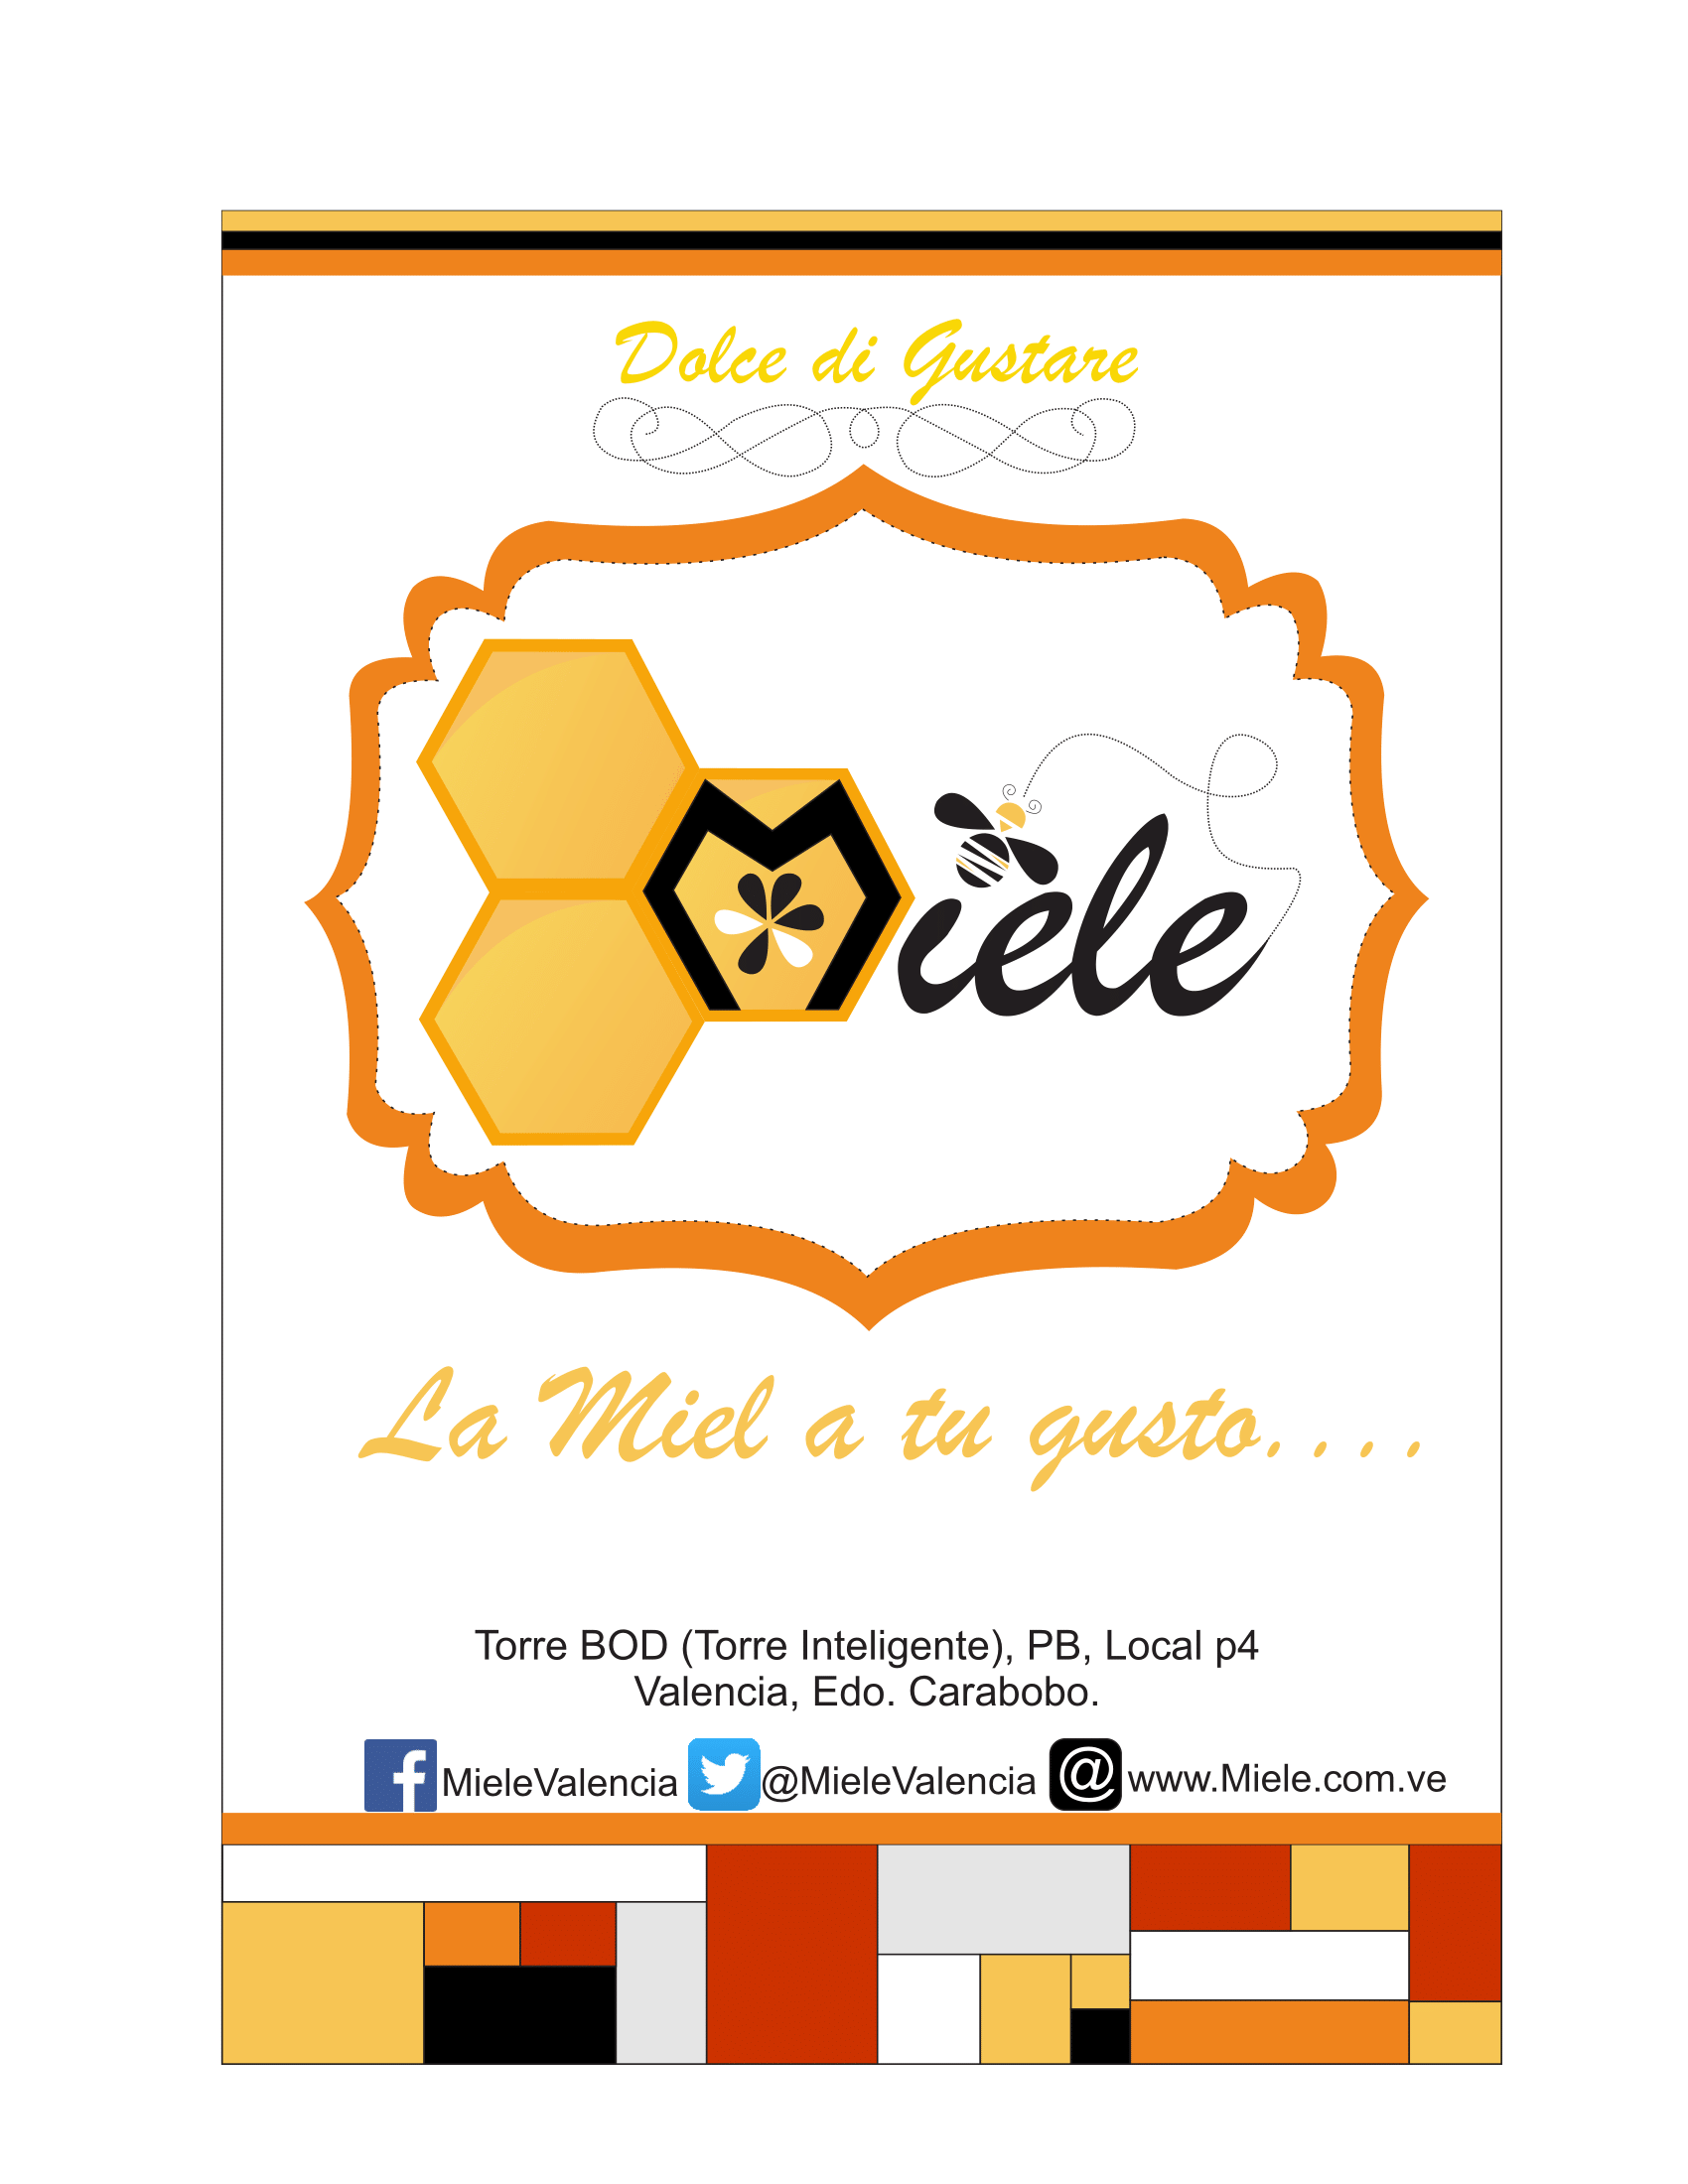 Dolce di Gustare
Miele
La Miel a tu gusto. . . .
Torre BOD (Torre Inteligente), PB, Local p4
Valencia, Edo. Carabobo.
MieleValencia @MieleValencia @ www.Miele.com.ve